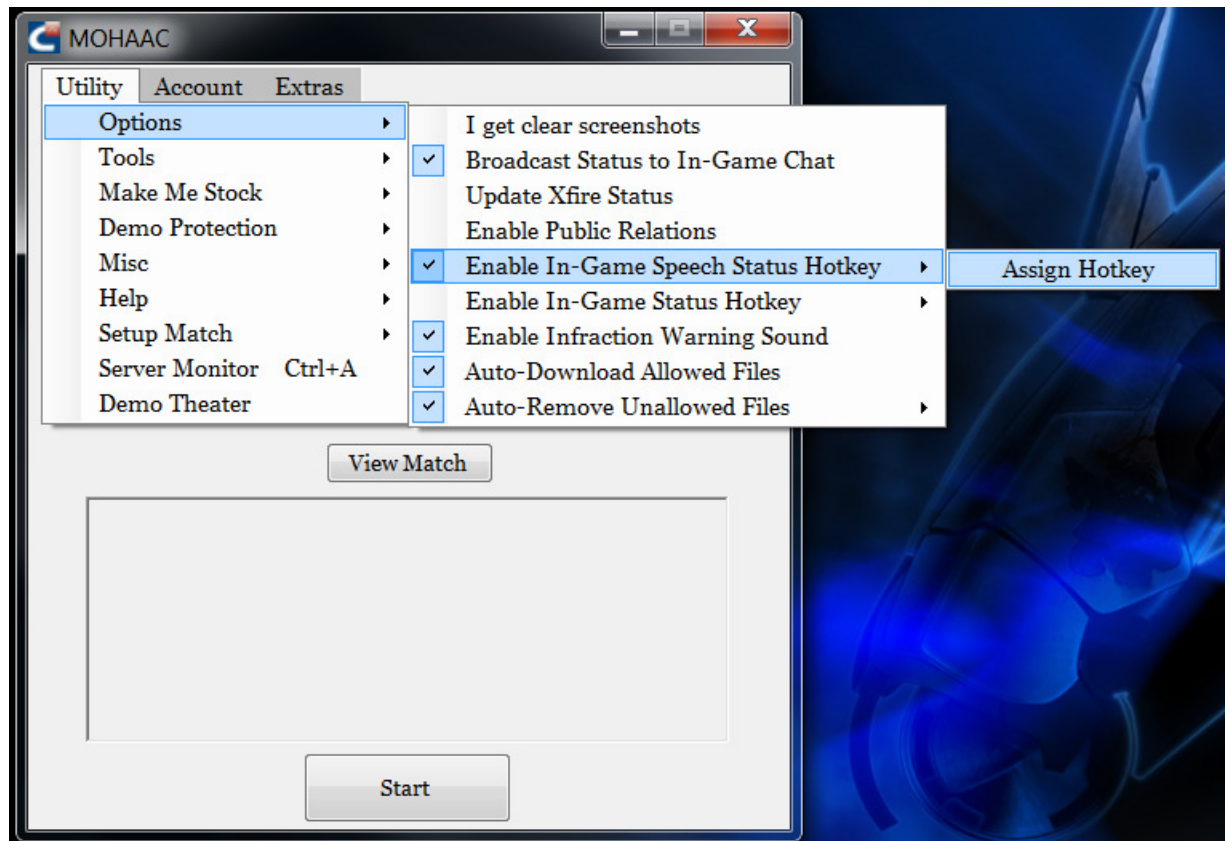 MOHAAC
Utility Account Extras
Options
Tools
Make Me Stock
Demo Protection
Misc
Help
Setup Match
Server Monitor Ctrl+A
Demo Theater
I get clear screenshots
Broadcast Status to In-Game Chat
Update Xfire Status
Enable Public Relations
Enable In-Game Speech Status Hotkey
Enable In-Game Status Hotkey
Enable Infraction Warning Sound
Auto-Download Allowed Files
Auto-Remove Unallowed Files
Assign Hotkey
View Match
Start